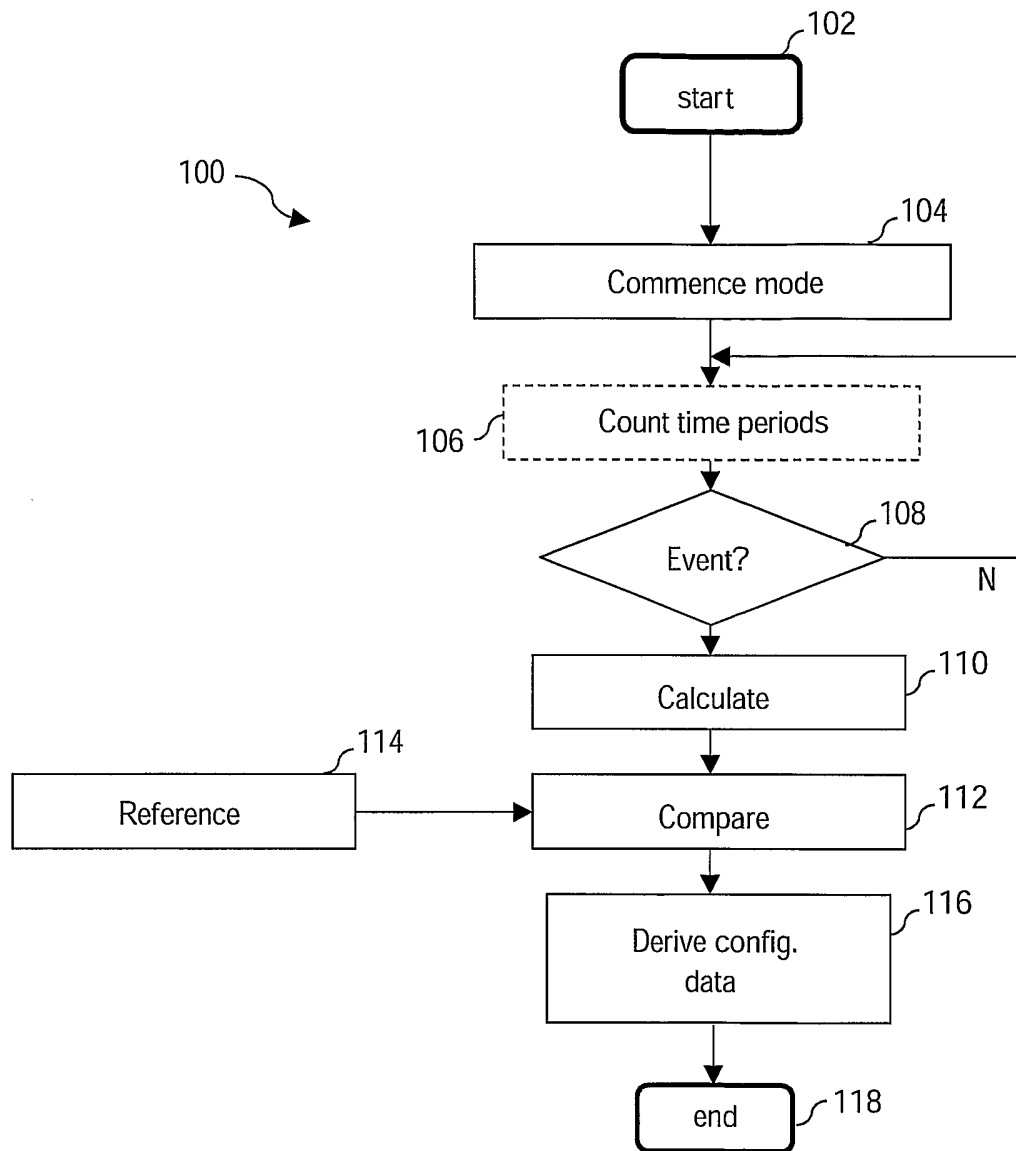 102
start
100
104
Commence mode
Count time periods
106
108
Event?
N
110
Calculate
114
Reference
112
Compare
116
Derive config.
data
end
118